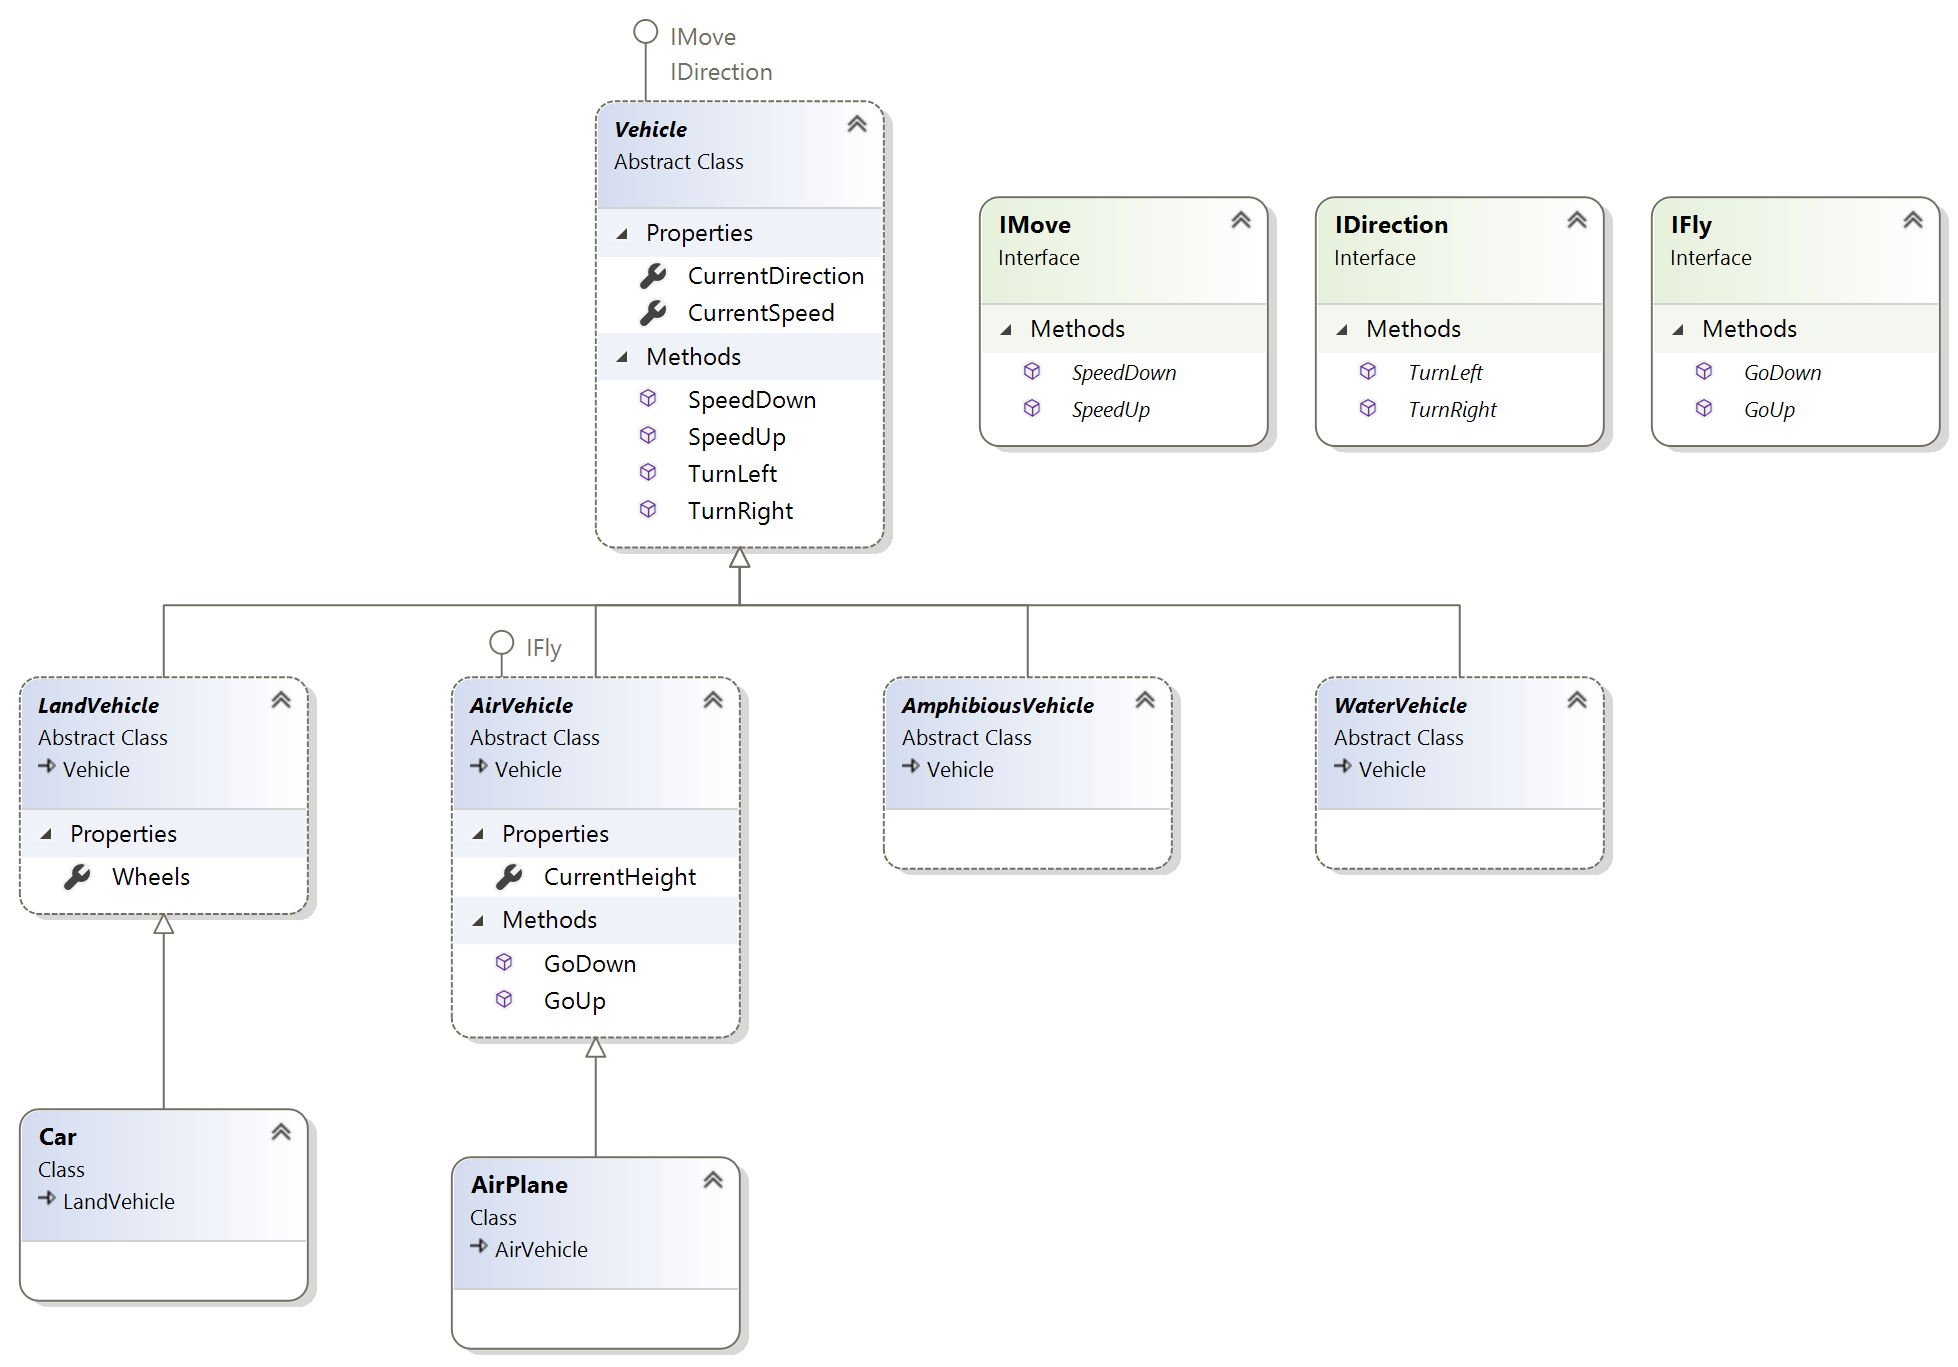 IMove
IDirection
Vehicle
Abstract Class
Properties
CurrentDirection
CurrentSpeed
Methods
SpeedDown
SpeedUp
TurnLeft
TurnRight
IMove
Interface
Methods
SpeedDown
SpeedUp
IDirection
Interface
Methods
TurnLeft
TurnRight
IFly
Interface
Methods
GoDown
GoUp
LandVehicle
Abstract Class
Vehicle
Properties
Wheels
IFly
AirVehicle
Abstract Class
Vehicle
Properties
CurrentHeight
Methods
GoDown
GoUp
AmphibiousVehicle
Abstract Class
Vehicle
WaterVehicle
Abstract Class
Vehicle
Car
Class
LandVehicle
AirPlane
Class
AirVehicle